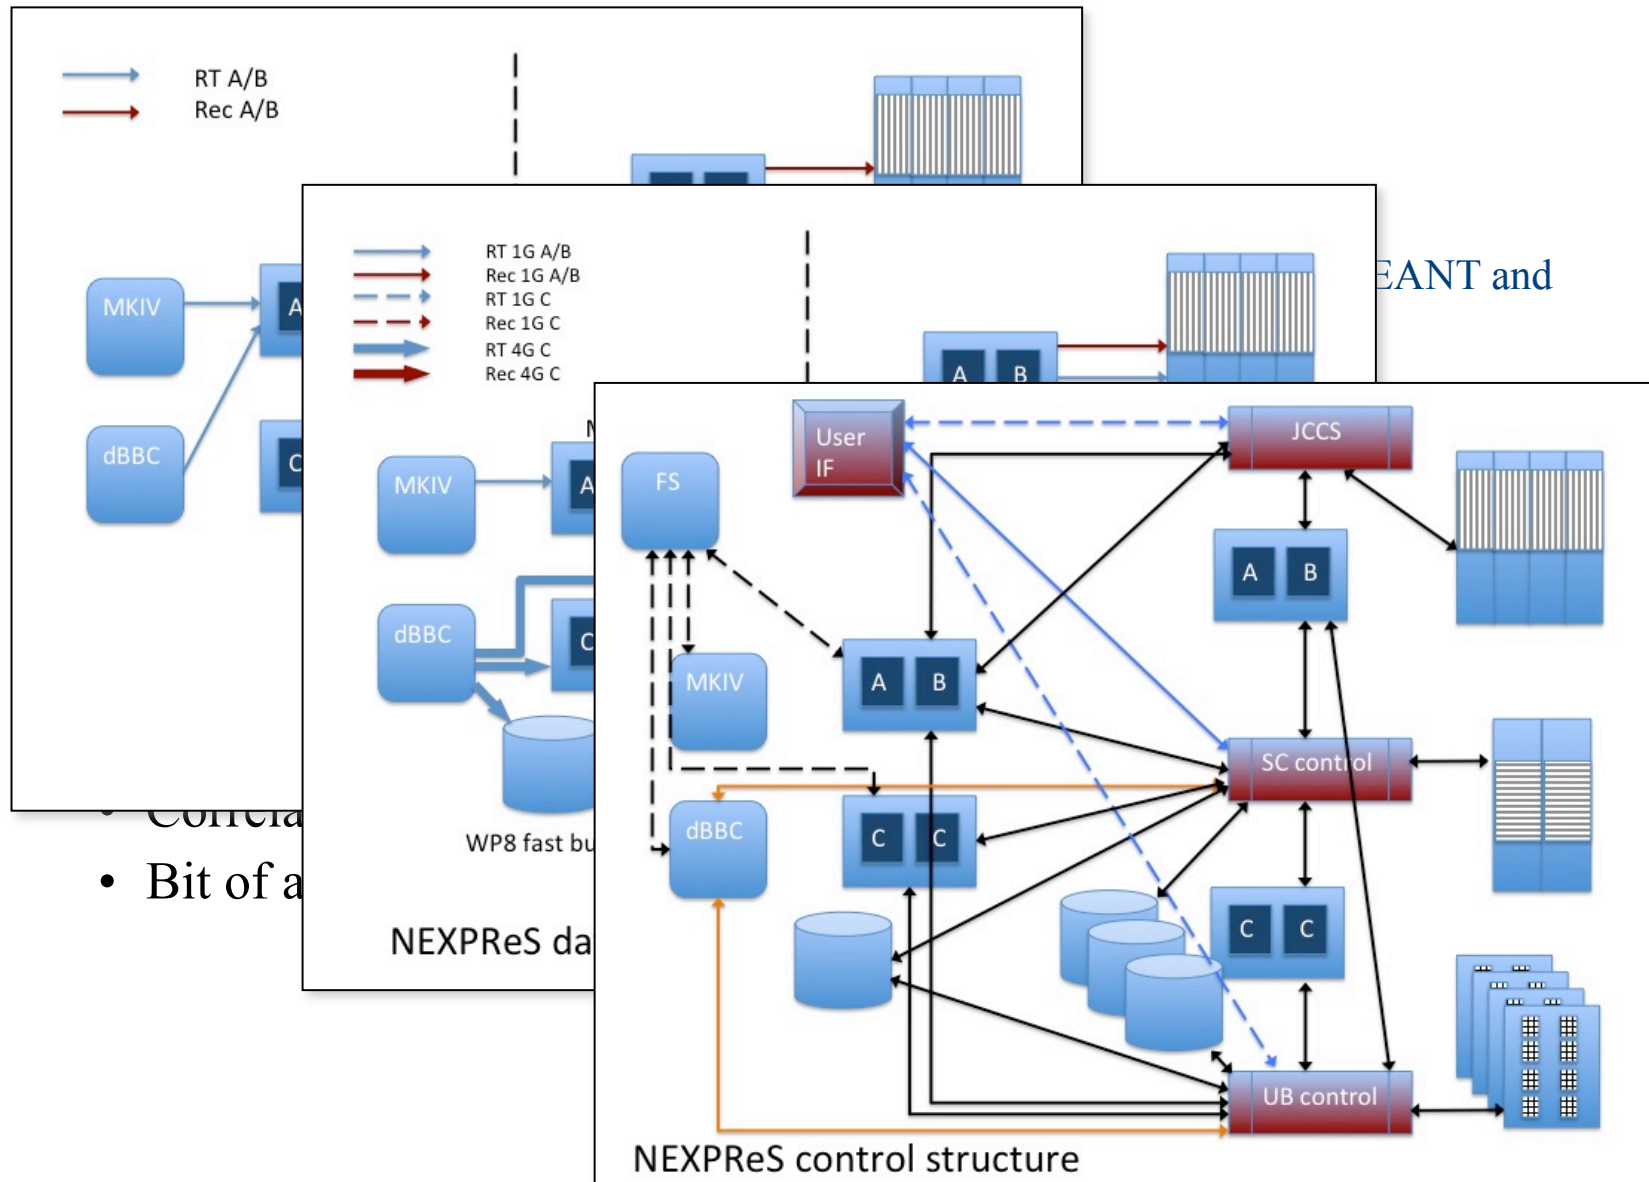 RT A/B
Rec A/B
MKIV
A
dBBC
C
EANT and
RT 1G A/B
Rec 1G A/B
RT 1G C
Rec 1G C
RT 4G C
Rec 4G C
A B
MKIV
A
dBBC
C
WP8 fast bu
NEXPReS da
• Correla
• Bit of a
User
IF
JCCS
FS
A B
A B
MKIV
SC control
dBBC
C C
C C
UB control
NEXPReS control structure